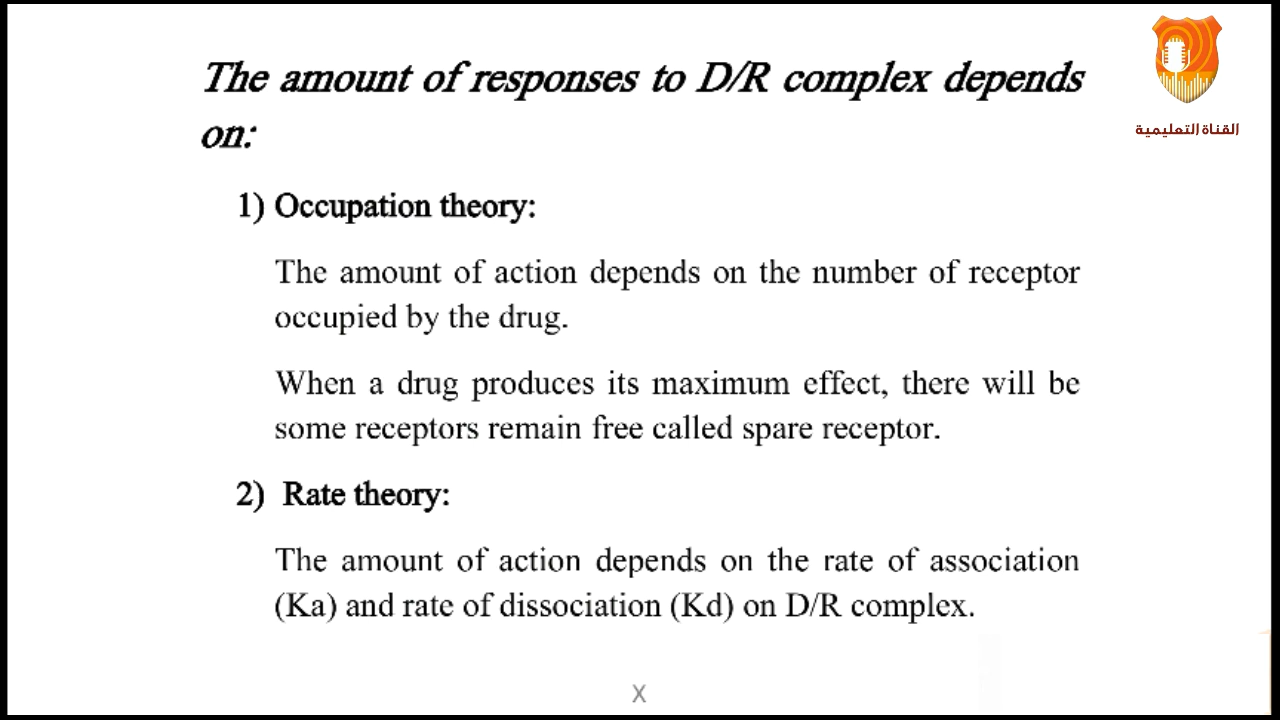 The amount of responses to D/R complex depends
on:
القناة التعليمية
1) Occupation theory:
The amount of action depends on the number of receptor
occupied by the drug.
When a drug produces its maximum effect, there will be
some receptors remain free called spare receptor.
2) Rate theory:
The amount of action depends on the rate of association
(Ka) and rate of dissociation (Kd) on D/R complex.
X